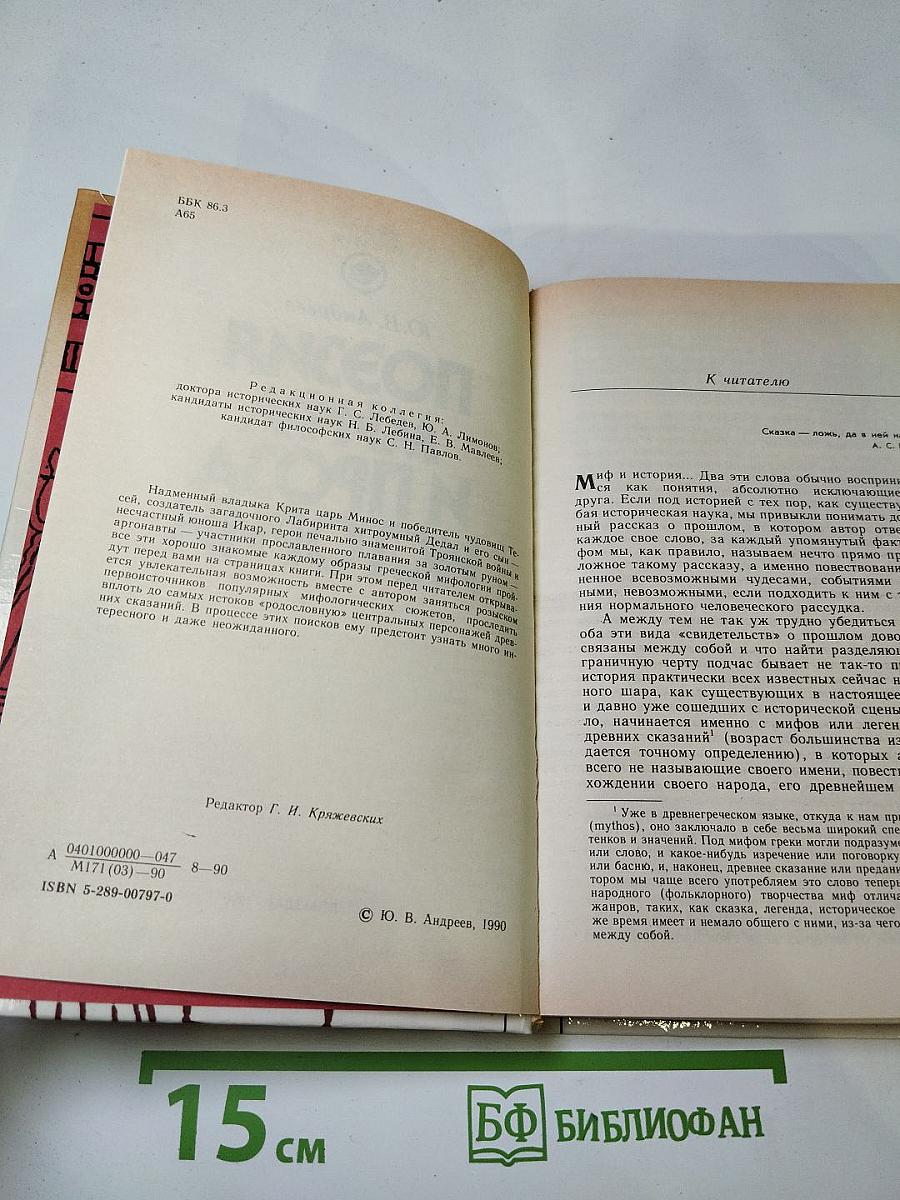 ББК 86.3
А65
Редакционная коллегия:
доктора исторических наук Г. С. Лебедев, Ю. А. Лимонов;
кандидаты исторических наук Н. Б. Лебина, Е. В. Мавлеев;
кандидат философских наук С. Н. Павлов.
Надменный владыка Крита царь Минос и победитель чудовищ Те-
сей, создатель загадочного Лабиринта хитроумный Дедал и его сын —
несчастный юноша Икар, герои печально знаменитой Троянской войны и
аргонавты — участники прославленного плавания за золотым руном —
все эти хорошо знакомые каждому образы греческой мифологии прой-
дут перед вами на страницах книги. При этом перед читателем открыва-
ется увлекательная возможность вместе с автором заняться розыском
первоисточников популярных мифологических сюжетов, проследить
вплоть до самых истоков «родословную» центральных персонажей древ-
них сказаний. В процессе этих поисков ему предстоит узнать много ин-
тересного и даже неожиданного.
Редактор Г. И. Кряжевских
А 0401000000—047 8—90
М171(03)—90
ISBN 5-289-00797-0
© Ю. В. Андреев, 1990
К читателю
Сказка — ложь, да в ней
А. С.
Миф и история... Два эти слова обычно восприни
ся как понятия, абсолютно исключающие
друга. Если под историей с тех пор, как существу
бая историческая наука, мы привыкли понимать до
ный рассказ о прошлом, в котором автор отве
каждое свое слово, за каждый упомянутый факт
фом мы, как правило, называем нечто прямо пр
ложное такому рассказу, а именно повествовани
ненное всевозможными чудесами, событиями
ными, невозможными, если подходить к ним с т
ния нормального человеческого рассудка.
А между тем не так уж трудно убедиться
оба эти вида «свидетельств» о прошлом дово
связаны между собой и что найти разделяющ
граничную черту подчас бывает не так-то п
история практически всех известных сейчас н
ного шара, как существующих в настоящее
и давно уже сошедших с исторической сцены
ло, начинается именно с мифов или леген
древних сказаний¹ (возраст большинства из
дается точному определению), в которых а
всего не называющие своего имени, повест
хождении своего народа, его древнейшем
¹ Уже в древнегреческом языке, откуда к нам при
(mythos), оно заключало в себе весьма широкий спе
тенков и значений. Под мифом греки могли подразуме
или слово, и какое-нибудь изречение или поговорку
или басню, и, наконец, древнее сказание или предани
тором мы чаще всего употребляем это слово теперь
народного (фольклорного) творчества миф отлича
жанров, таких, как сказка, легенда, историческое
же время имеет и немало общего с ними, из-за чего
между собой.
15 см
БФ БИБЛИОФАН